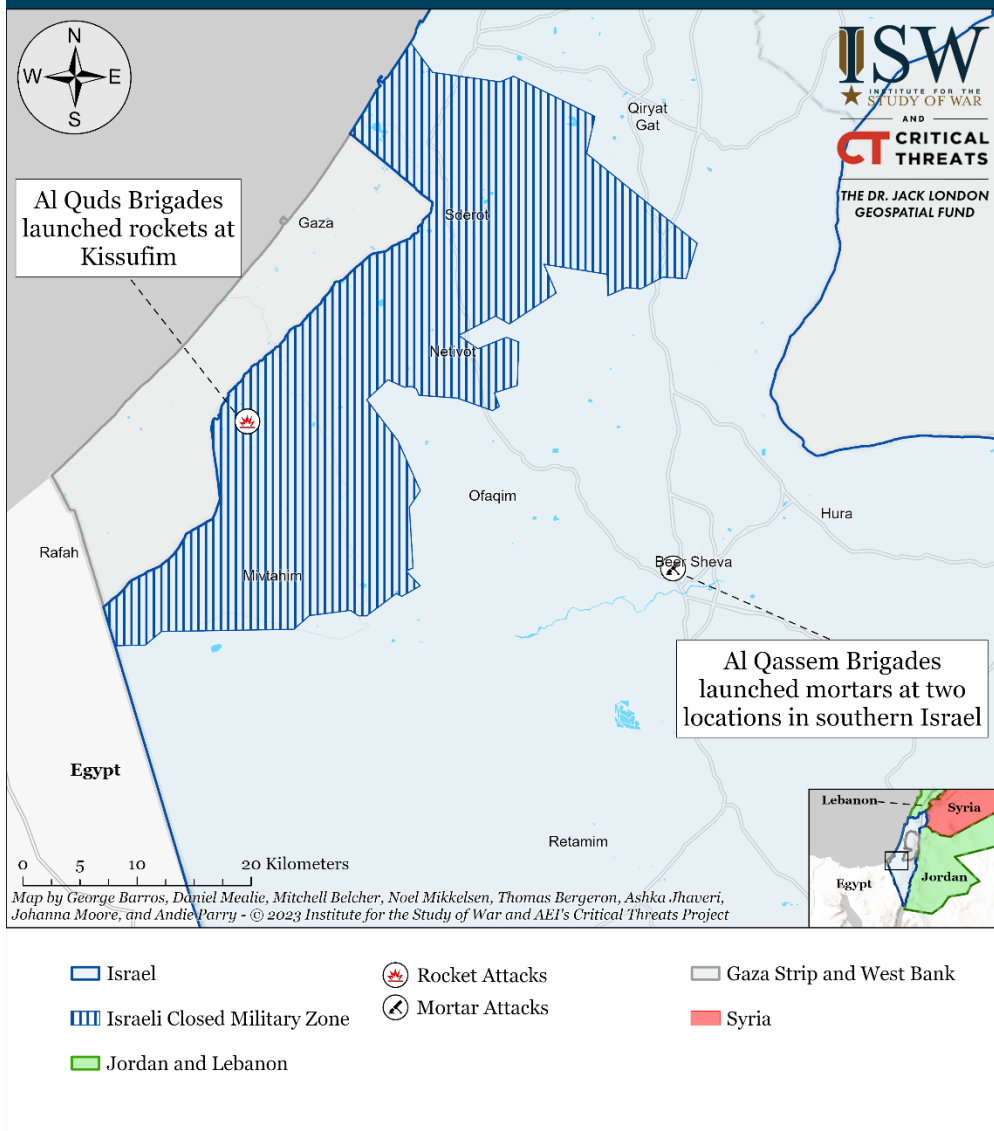 N
W
E
S
ISW
INSTITUTE FOR THE
STUDY OF WAR
AND
CT CRITICAL
THREATS
THE DR. JACK LONDON
GEOSPATIAL FUND
Qiryat
Gat
Al Quds Brigades
launched rockets at
Kissufim
Gaza
Sderot
Netivot
Ofaqim
Hura
Rafah
Mivtahim
Beer Sheva
Al Qassem Brigades
launched mortars at two
locations in southern Israel
Egypt
Retamim
Lebanon
Syria
Egypt
Jordan
0 5 10 20 Kilometers
Map by George Barros, Daniel Mealie, Mitchell Belcher, Noel Mikkelsen, Thomas Bergeron, Ashka Jhaveri,
Johanna Moore, and Andie Parry - © 2023 Institute for the Study of War and AEI's Critical Threats Project
Israel
Rocket Attacks
Gaza Strip and West Bank
Israeli Closed Military Zone
Mortar Attacks
Syria
Jordan and Lebanon